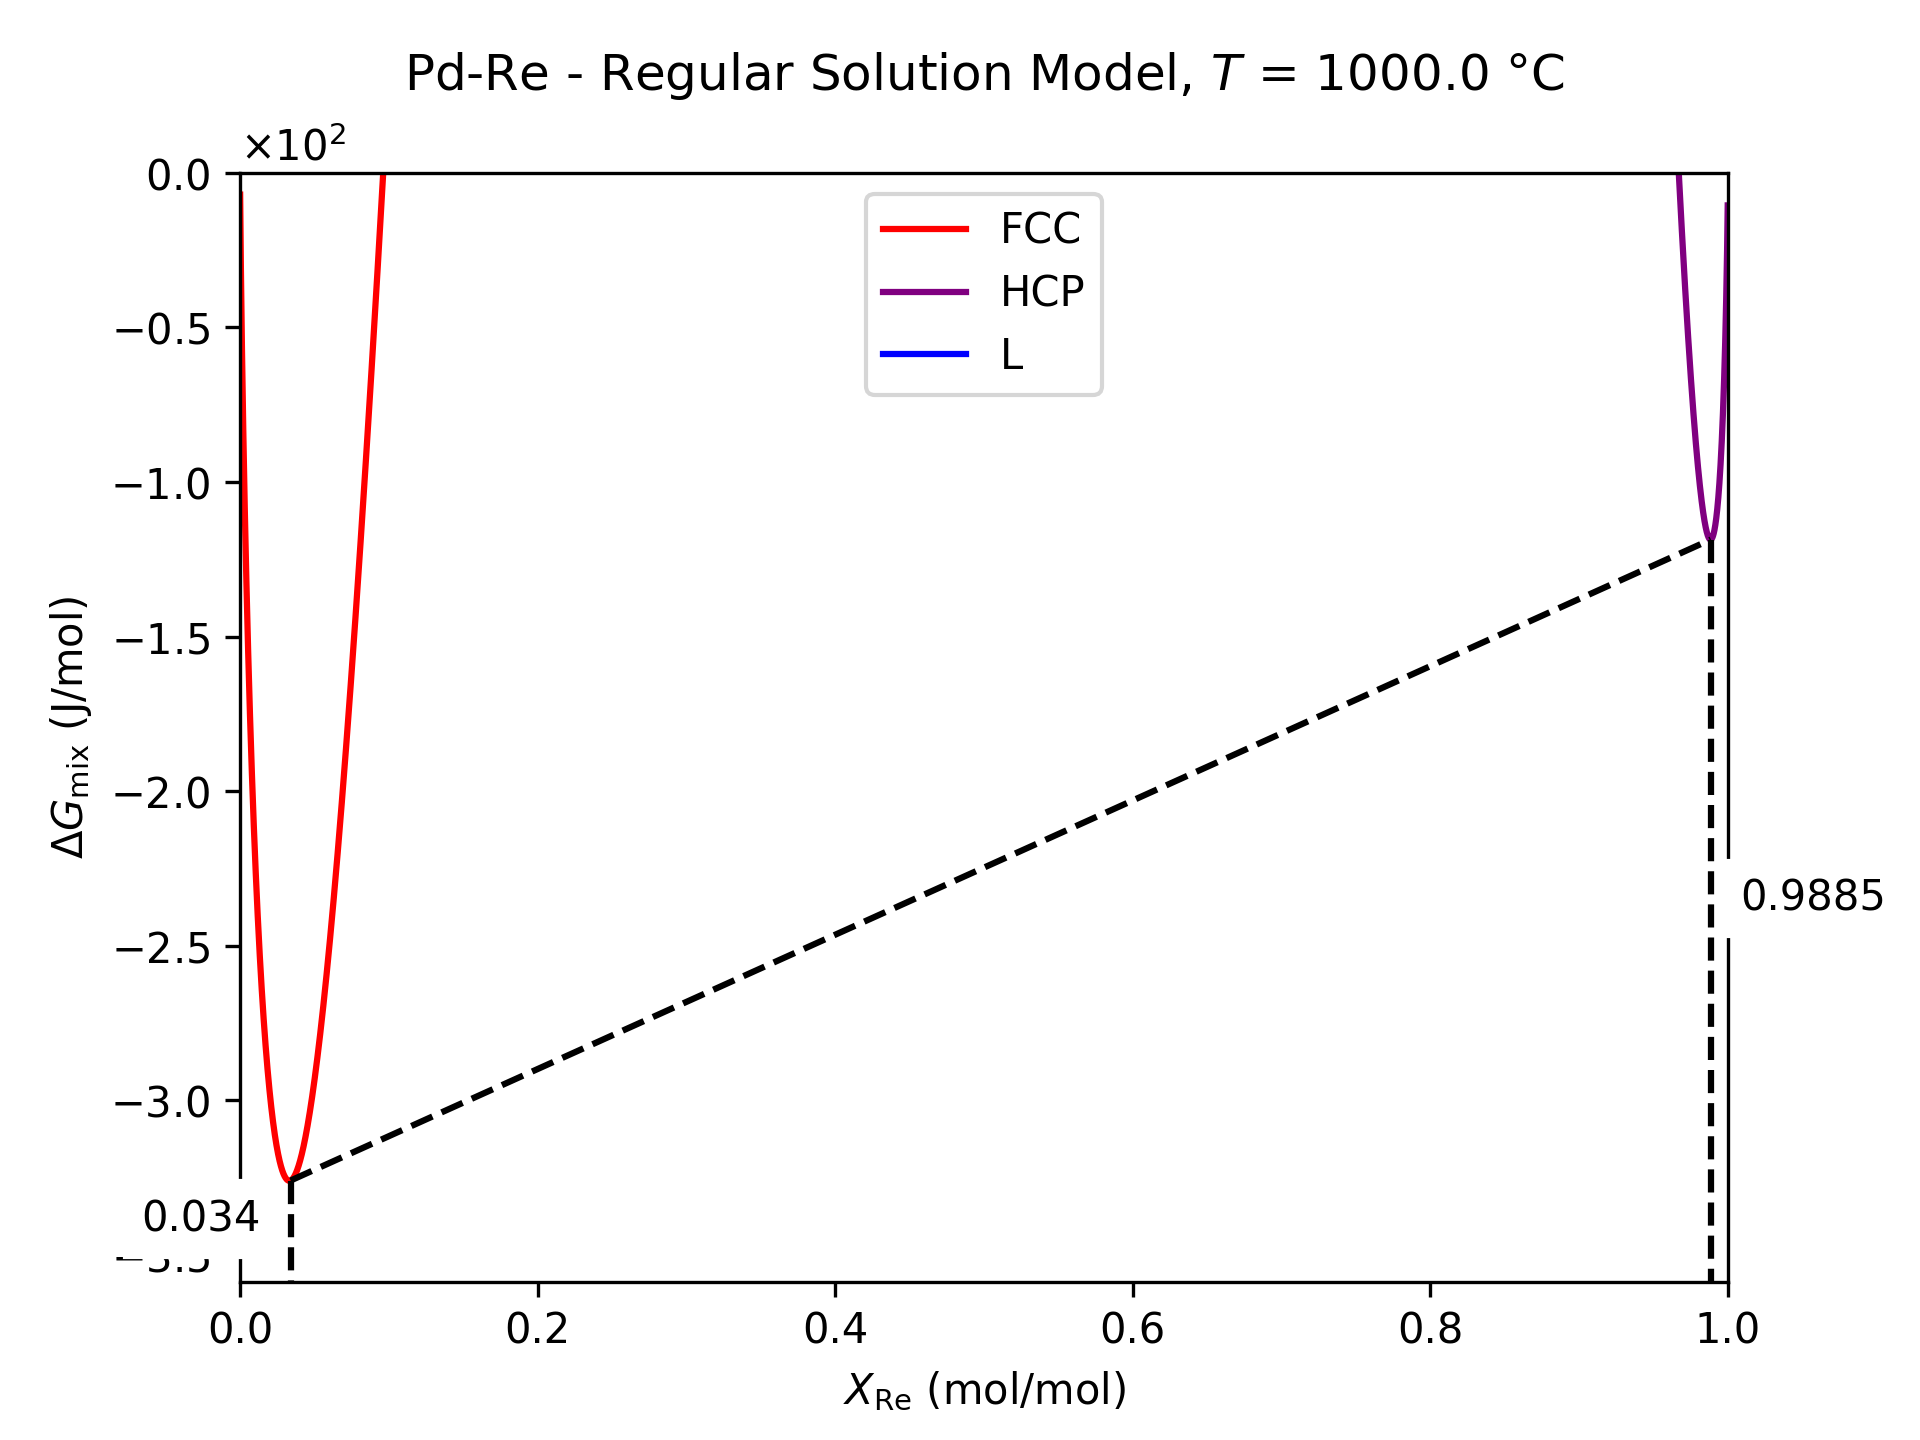 Pd-Re - Regular Solution Model, T = 1000.0 °C
×10²
0.0
−0.5
−1.0
−1.5
−2.0
−2.5
−3.0
ΔG_mix (J/mol)
FCC
HCP
L
0.9885
0.034
0.0 0.2 0.4 0.6 0.8 1.0
X_Re (mol/mol)